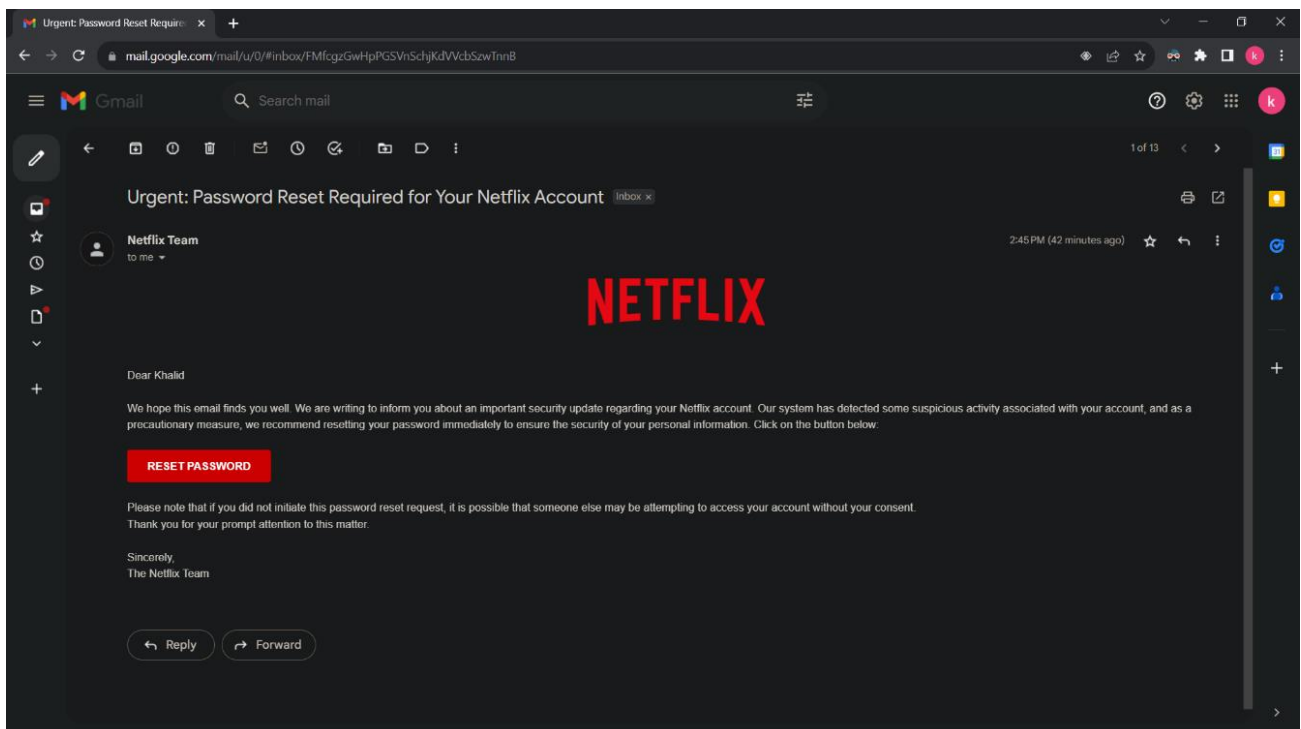 Urgent: Password Reset Require
mail.google.com/mail/u/0/#inbox/FMfcgzGwHpPGSVnSchjKdVVcbSzwTnnB
k
Gmail
Search mail
k
1 of 13
31
Urgent: Password Reset Required for Your Netflix Account Inbox ×
Netflix Team
2:45 PM (42 minutes ago)
to me
NETFLIX
Dear Khalid
We hope this email finds you well. We are writing to inform you about an important security update regarding your Netflix account. Our system has detected some suspicious activity associated with your account, and as a
precautionary measure, we recommend resetting your password immediately to ensure the security of your personal information. Click on the button below:
RESET PASSWORD
Please note that if you did not initiate this password reset request, it is possible that someone else may be attempting to access your account without your consent.
Thank you for your prompt attention to this matter.
Sincerely,
The Netflix Team
Reply
Forward